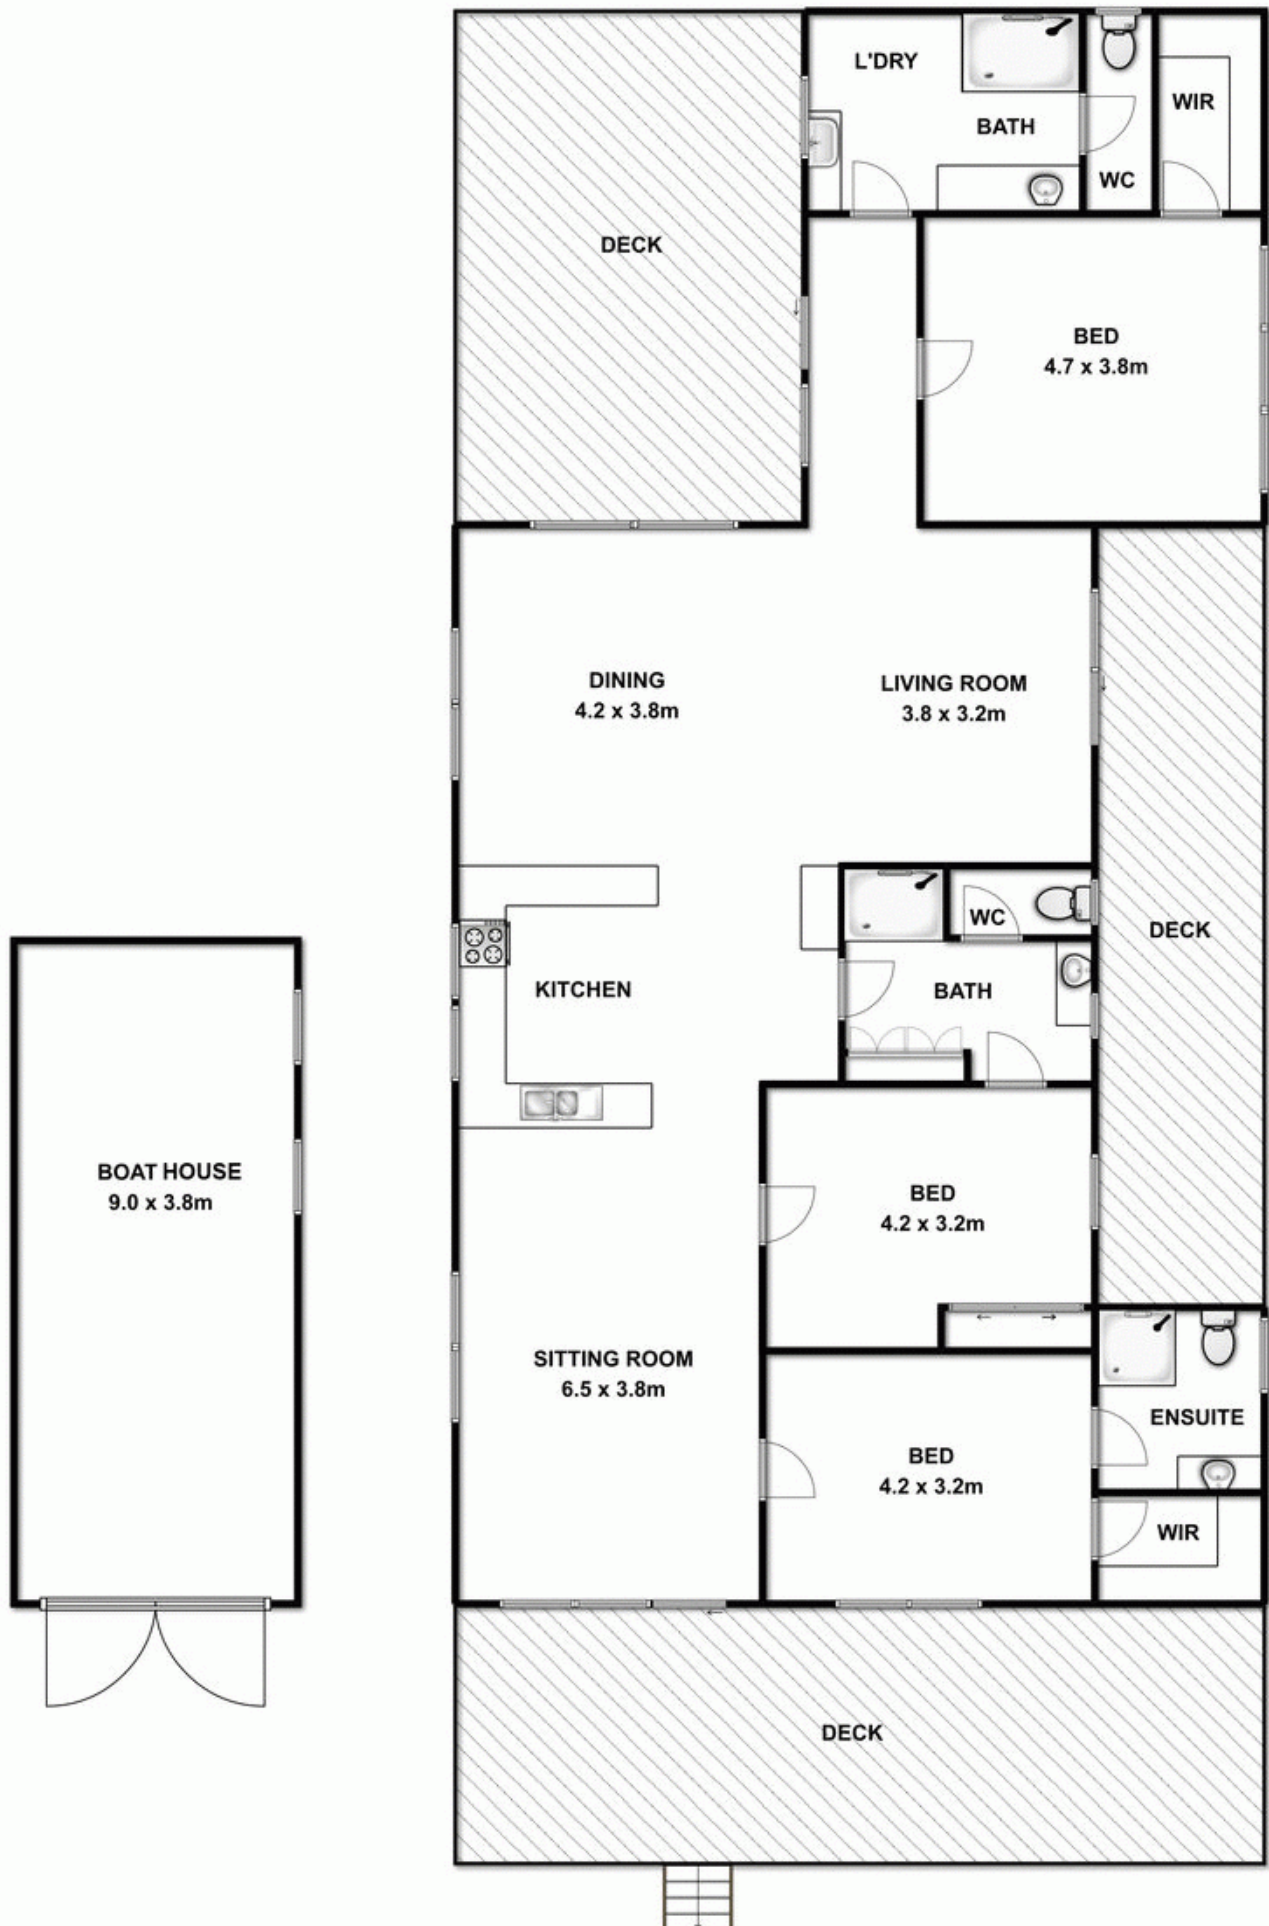 L'DRY
BATH
WC
WIR
DECK
BED
4.7 x 3.8m
DINING
4.2 x 3.8m
LIVING ROOM
3.8 x 3.2m
WC
DECK
KITCHEN
BATH
BOAT HOUSE
9.0 x 3.8m
BED
4.2 x 3.2m
SITTING ROOM
6.5 x 3.8m
ENSUITE
BED
4.2 x 3.2m
WIR
DECK